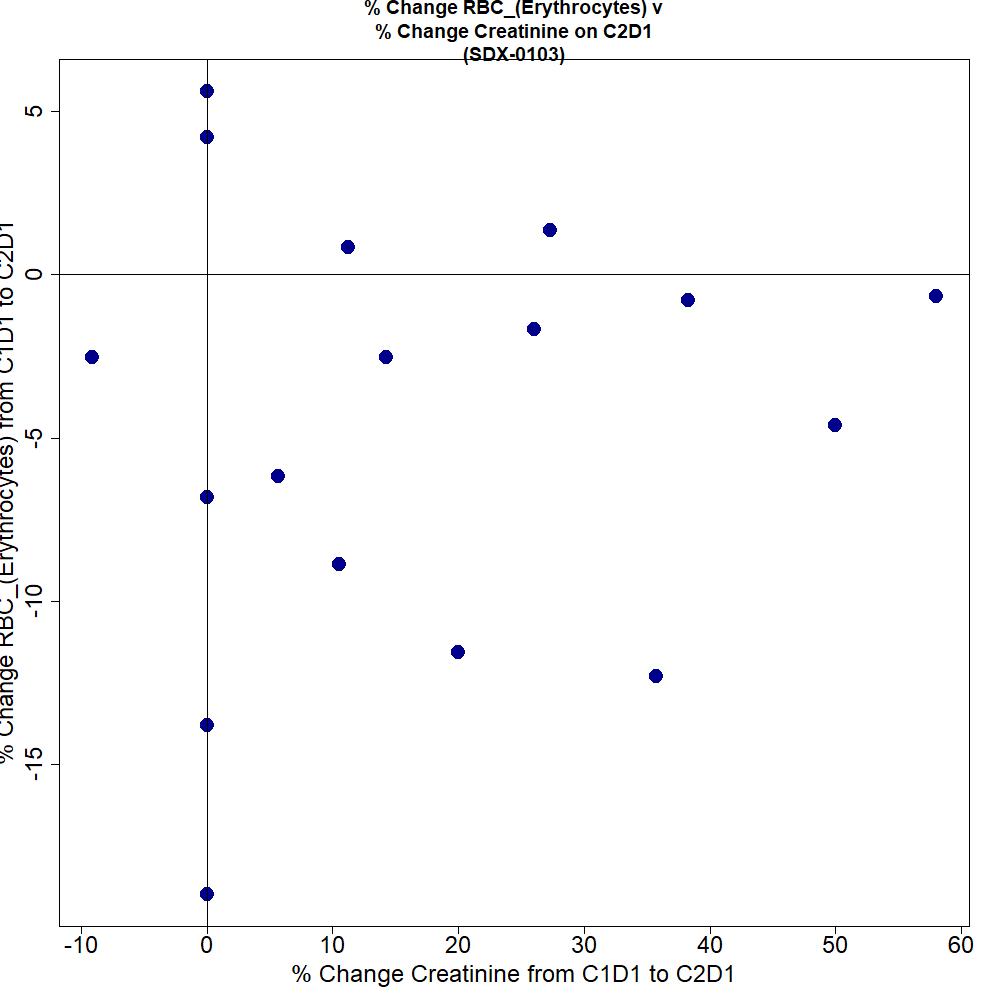 % Change RBC_(Erythrocytes) v
% Change Creatinine on C2D1
(SDX-0103)
% Change RBC_(Erythrocytes) from C1D1 to C2D1
5
0
-5
-10
-15
-10
0
10
20
30
40
50
60
% Change Creatinine from C1D1 to C2D1